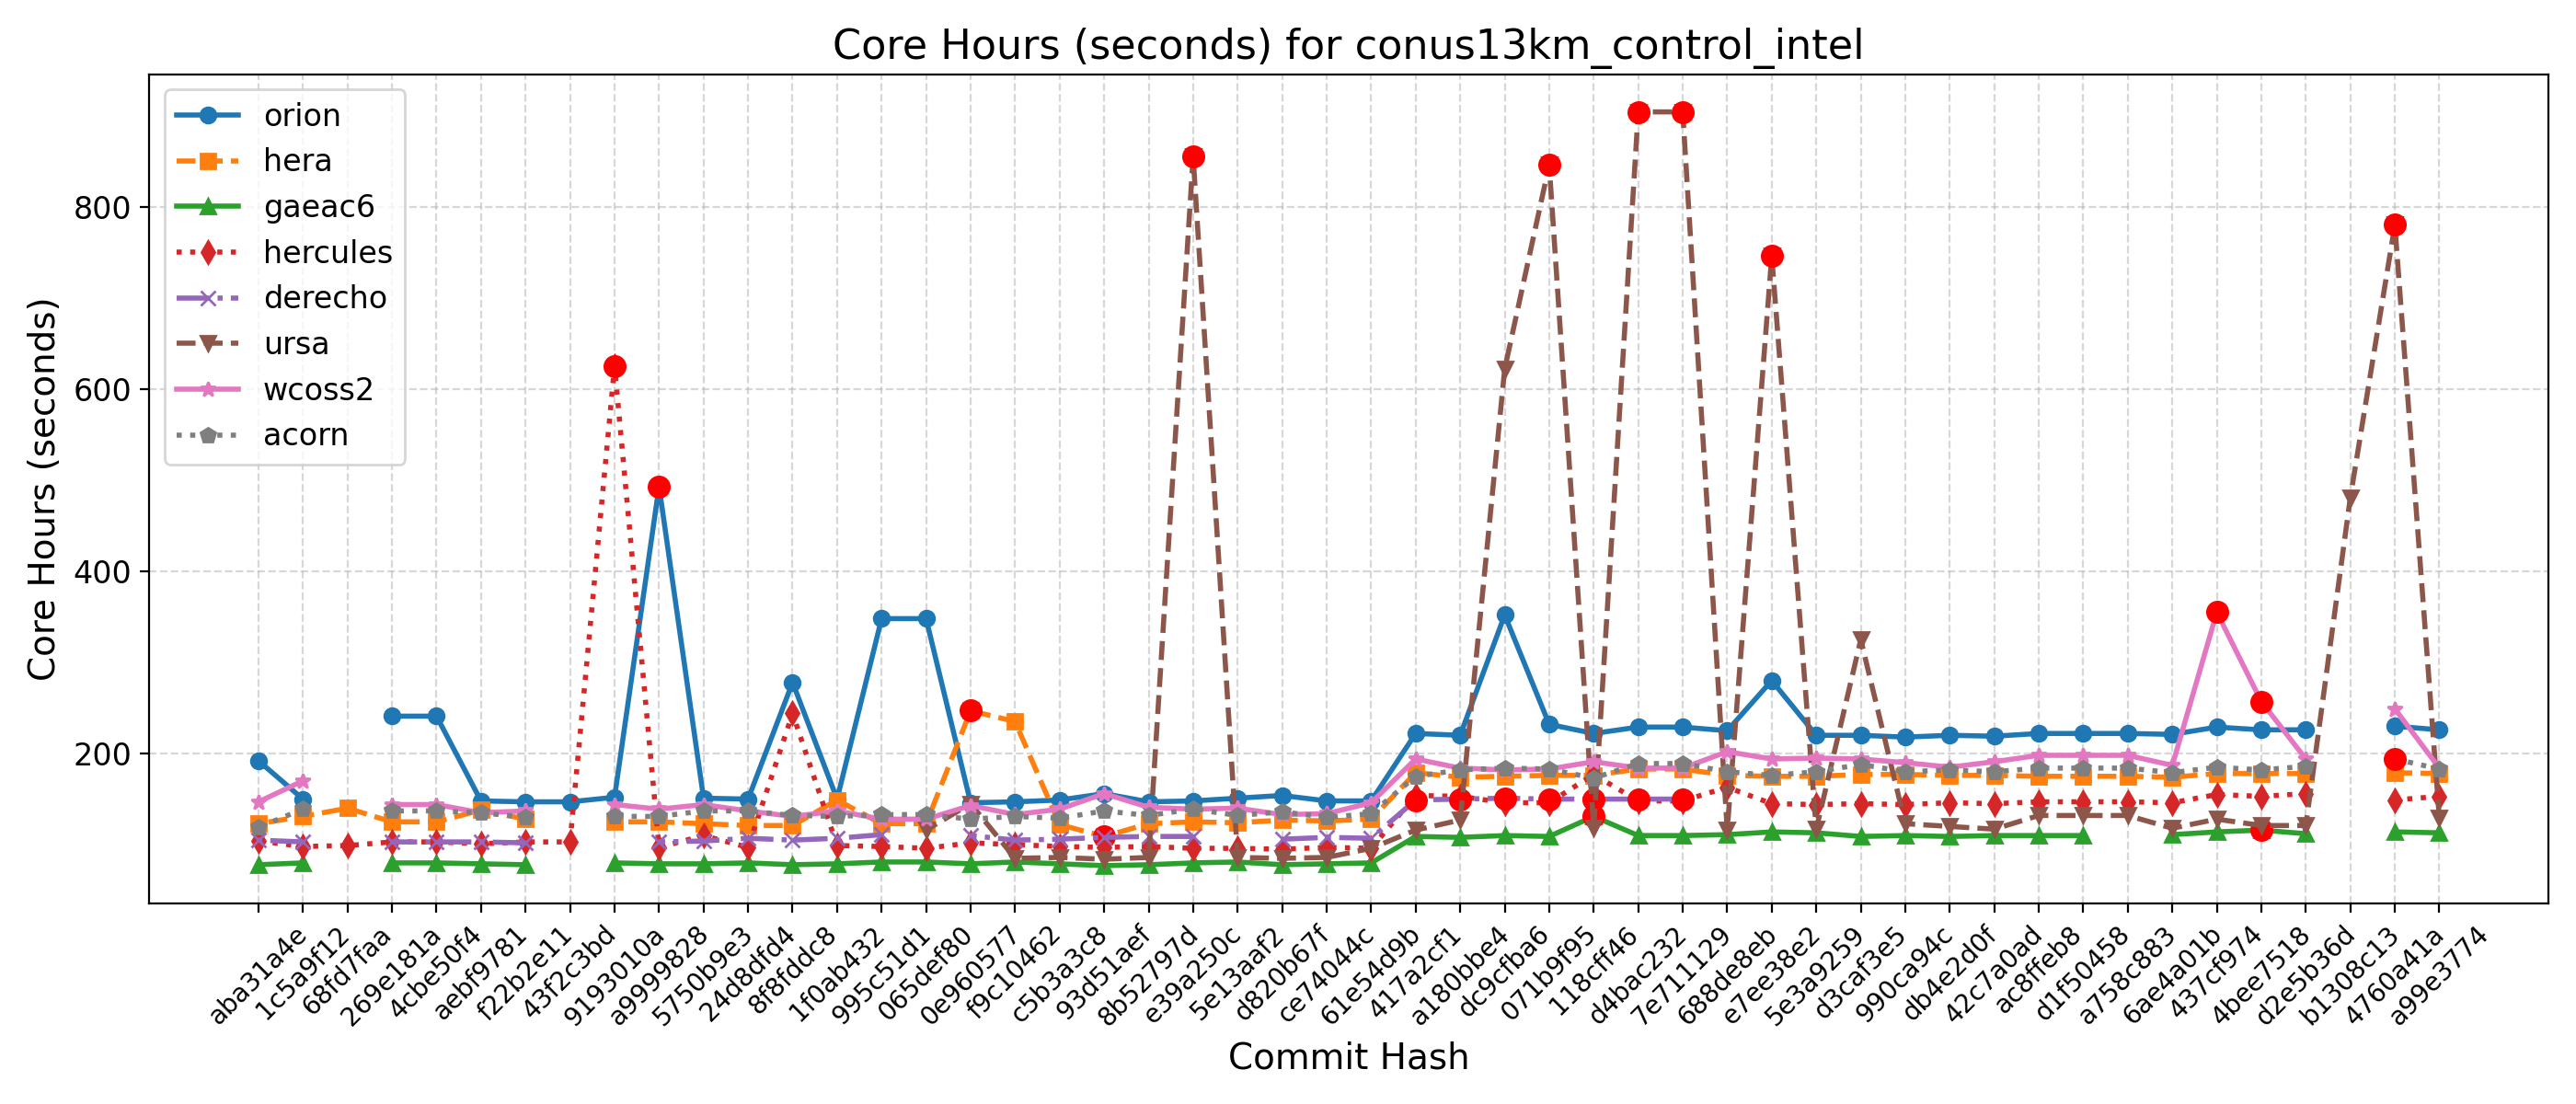 Core Hours (seconds) for conus13km_control_intel
orion
hera
gaeac6
hercules
derecho
ursa
wcoss2
acorn
Core Hours (seconds)
800
600
400
200
aba31a4e
1c5a9f12
68fd7faa
269e181a
4cbe50f4
aebf9781
f22b2e11
43f2c3bd
9193010a
a9999828
5750b9e3
24d8dfd4
8f8fddc8
1f0ab432
995c51d1
065def80
0e960577
f9c10462
c5b3a3c8
93d51aef
8b52797d
e39a250c
5e13aaf2
d820b67f
ce74044c
61e54d9b
417a2cf1
a180bbe4
dc9cfba6
071b9f95
118cff46
d4bac232
7e711129
688de8eb
e7ee38e2
5e3a9259
d3caf3e5
990ca94c
db4e2d0f
42c7a0ad
ac8ffeb8
d1f50458
a758c883
6ae4a01b
437cf974
4bee7518
d2e5b36d
b1308c13
4760a41a
a99e3774
Commit Hash